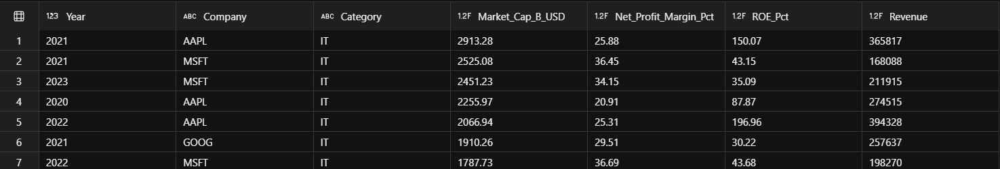 123 Year ABC Company ABC Category 1.2F Market_Cap_B_USD 1.2F Net_Profit_Margin_Pct 1.2F ROE_Pct 1.2F Revenue
1 2021 AAPL IT 2913.28 25.88 150.07 365817
2 2021 MSFT IT 2525.08 36.45 43.15 168088
3 2023 MSFT IT 2451.23 34.15 35.09 211915
4 2020 AAPL IT 2255.97 20.91 87.87 274515
5 2022 AAPL IT 2066.94 25.31 196.96 394328
6 2021 GOOG IT 1910.26 29.51 30.22 257637
7 2022 MSFT IT 1787.73 36.69 43.68 198270